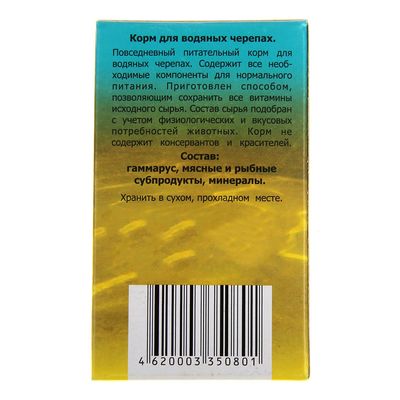 Корм для водяных черепах.
Повседневный питательный корм для
водяных черепах. Содержит все необ-
ходимые компоненты для нормального
питания. Приготовлен способом,
позволяющим сохранить все витамины
исходного сырья. Состав сырья подобран
с учетом физиологических и вкусовых
потребностей животных. Корм не
содержит консервантов и красителей.
Состав:
гаммарус, мясные и рыбные
субпродукты, минералы.
Хранить в сухом, прохладном месте.
4 620003 350801